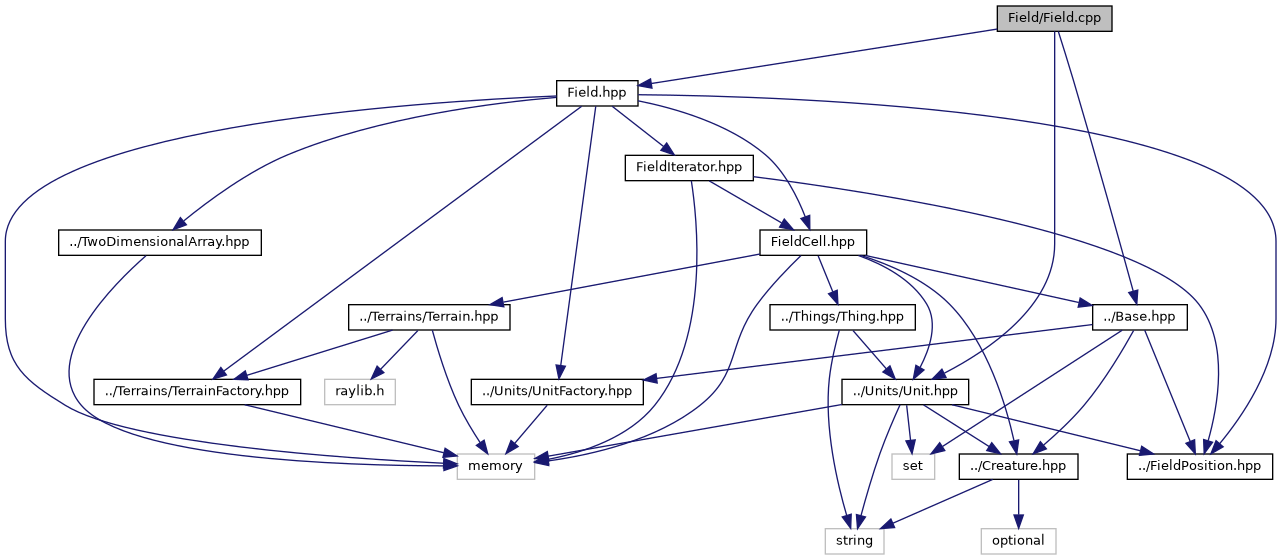 Field/Field.cpp
Field.hpp
FieldIterator.hpp
../TwoDimensionalArray.hpp
FieldCell.hpp
../Terrains/Terrain.hpp
../Things/Thing.hpp
../Base.hpp
../Terrains/TerrainFactory.hpp
raylib.h
../Units/UnitFactory.hpp
../Units/Unit.hpp
memory
set
../Creature.hpp
../FieldPosition.hpp
string
optional